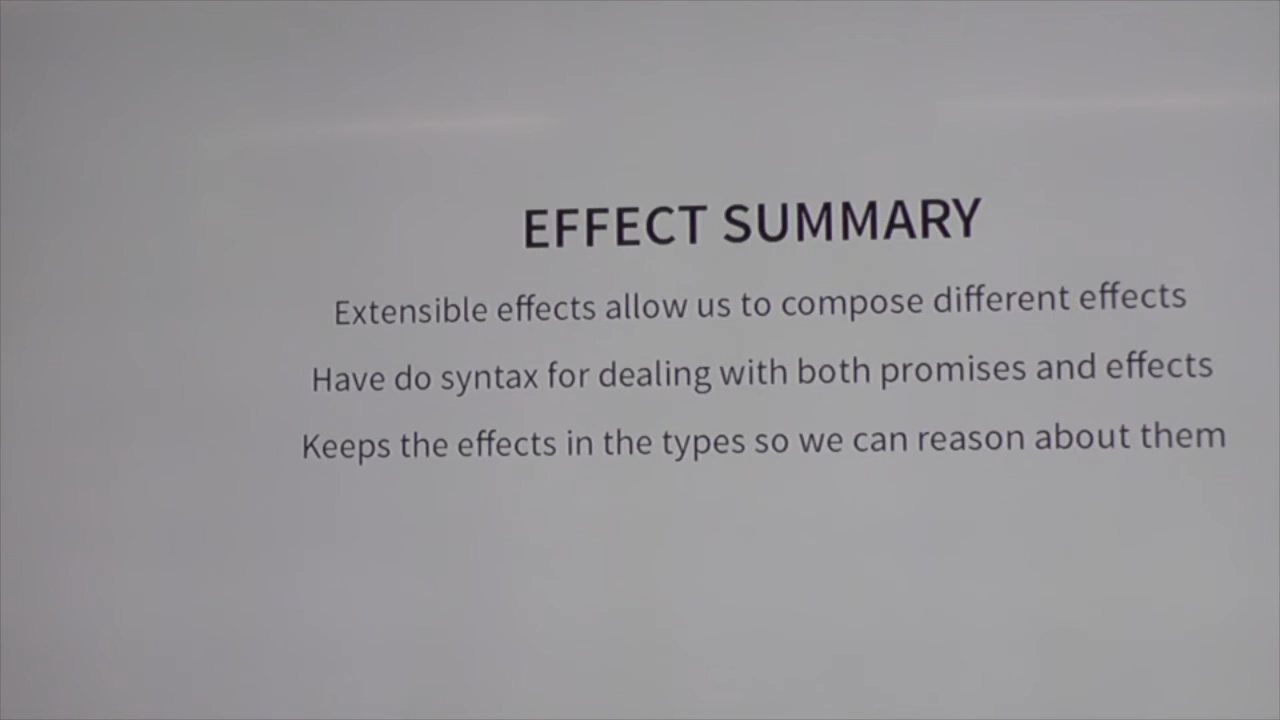 EFFECT SUMMARY
Extensible effects allow us to compose different effects
Have do syntax for dealing with both promises and effects
Keeps the effects in the types so we can reason about them